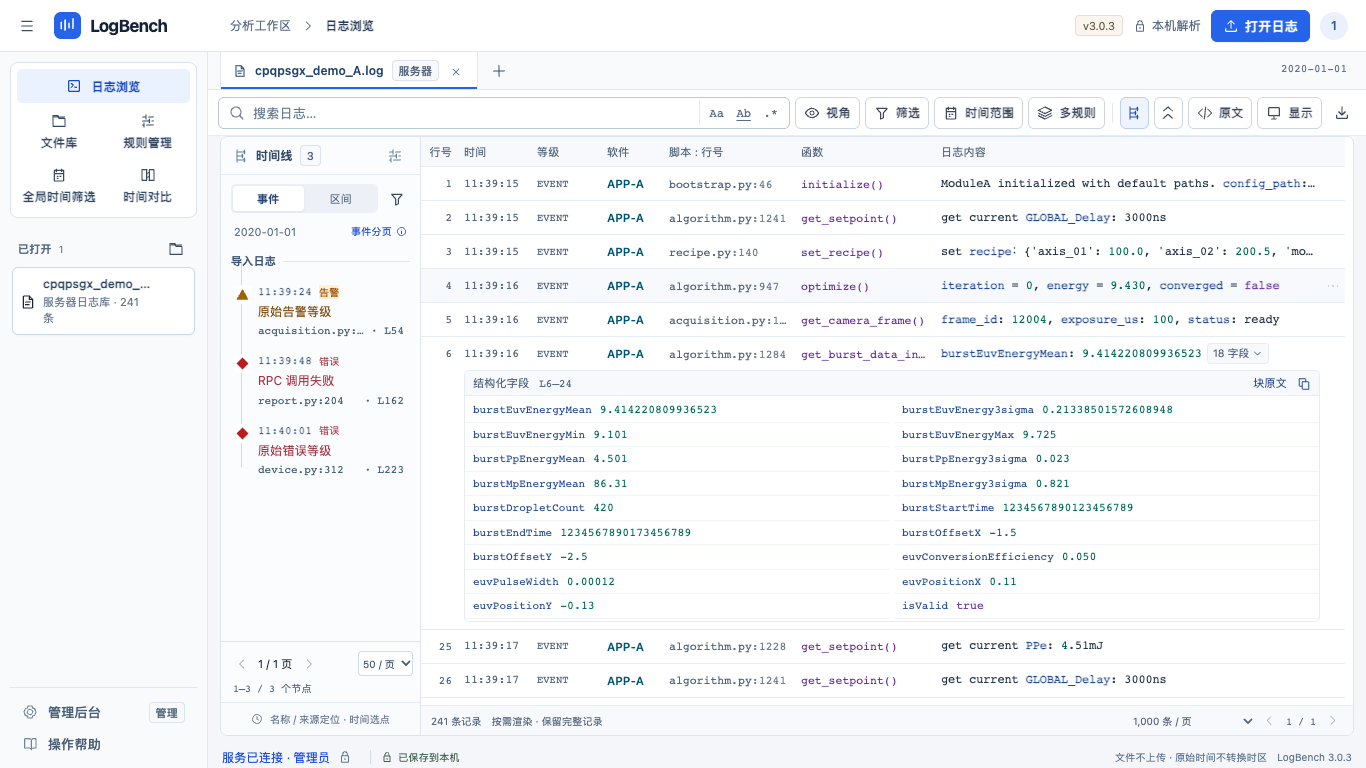 LogBench
分析工作区 > 日志浏览
v3.0.3
本机解析
打开日志
1
日志浏览
文件库
规则管理
全局时间筛选
时间对比
已打开 1
cpqpsgx_demo_...
服务器日志库 · 241
条
管理后台
管理
操作帮助
cpqpsgx_demo_A.log 服务器 × +
2020-01-01
搜索日志...
Aa Ab .*
视角
筛选
时间范围
多规则
原文
显示
时间线 3
事件 区间
2020-01-01 事件分页
导入日志
11:39:24 告警
原始告警等级
acquisition.py:... · L54
11:39:48 错误
RPC 调用失败
report.py:204 · L162
11:40:01 错误
原始错误等级
device.py:312 · L223
1 / 1 页
50 / 页
1—3 / 3 个节点
名称 / 来源定位 · 时间选点
行号 时间 等级 软件 脚本 : 行号 函数 日志内容
1 11:39:15 EVENT APP-A bootstrap.py:46 initialize() ModuleA initialized with default paths. config_path:...
2 11:39:15 EVENT APP-A algorithm.py:1241 get_setpoint() get current GLOBAL_Delay: 3000ns
3 11:39:15 EVENT APP-A recipe.py:140 set_recipe() set recipe: {'axis_01': 100.0, 'axis_02': 200.5, 'mo...
4 11:39:16 EVENT APP-A algorithm.py:947 optimize() iteration = 0, energy = 9.430, converged = false ...
5 11:39:16 EVENT APP-A acquisition.py:1... get_camera_frame() frame_id: 12004, exposure_us: 100, status: ready
6 11:39:16 EVENT APP-A algorithm.py:1284 get_burst_data_in... burstEuvEnergyMean: 9.414220809936523 18 字段
结构化字段 L6—24 块原文
burstEuvEnergyMean 9.414220809936523 burstEuvEnergy3sigma 0.21338501572608948
burstEuvEnergyMin 9.101 burstEuvEnergyMax 9.725
burstPpEnergyMean 4.501 burstPpEnergy3sigma 0.023
burstMpEnergyMean 86.31 burstMpEnergy3sigma 0.821
burstDropletCount 420 burstStartTime 1234567890123456789
burstEndTime 1234567890173456789 burstOffsetX -1.5
burstOffsetY -2.5 euvConversionEfficiency 0.050
euvPulseWidth 0.00012 euvPositionX 0.11
euvPositionY -0.13 isValid true
25 11:39:17 EVENT APP-A algorithm.py:1228 get_setpoint() get current PPe: 4.51mJ
26 11:39:17 EVENT APP-A algorithm.py:1241 get_setpoint() get current GLOBAL_Delay: 3000ns
241 条记录 按需渲染 · 保留完整记录
1,000 条 / 页
1 / 1
服务已连接 · 管理员
已保存到本机
文件不上传 · 原始时间不转换时区 LogBench 3.0.3